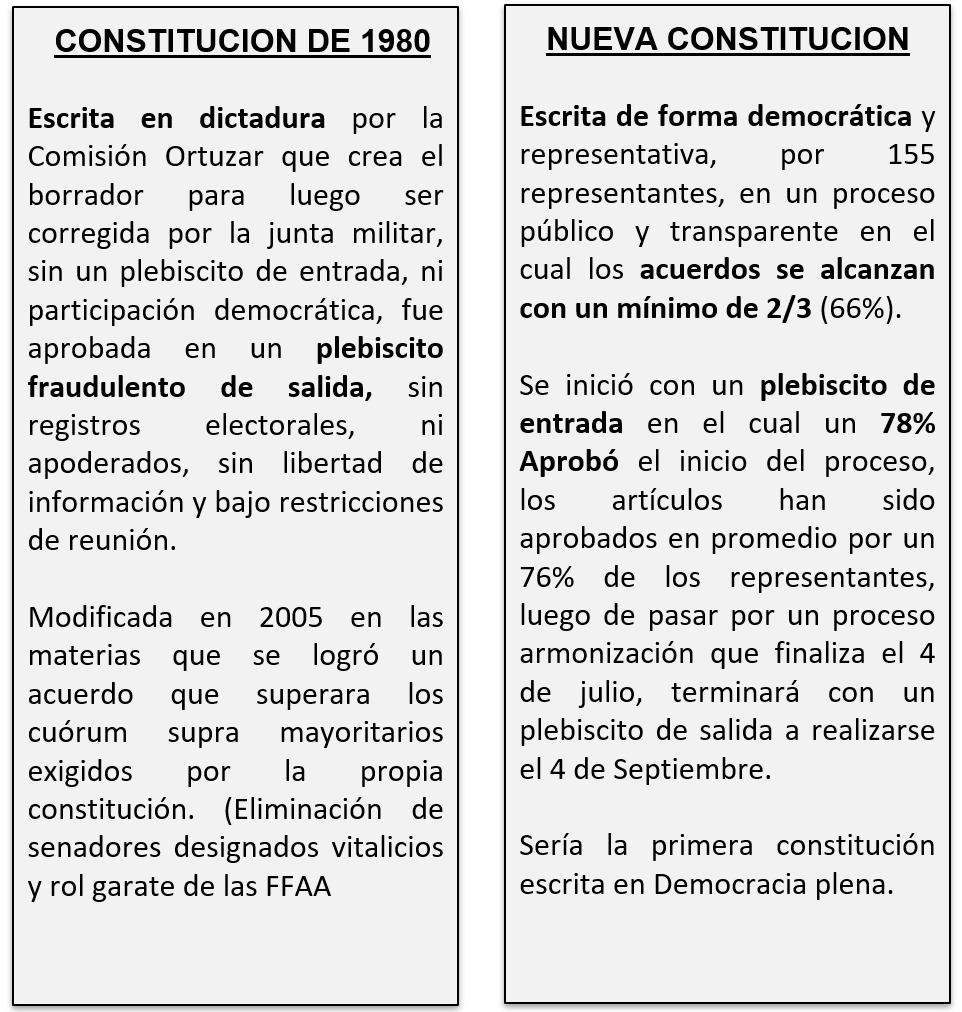 CONSTITUCION DE 1980
Escrita en dictadura por la
Comisión Ortuzar que crea el
borrador para luego ser
corregida por la junta militar,
sin un plebiscito de entrada, ni
participación democrática, fue
aprobada en un plebiscito
fraudulento de salida, sin
registros electorales, ni
apoderados, sin libertad de
información y bajo restricciones
de reunión.
Modificada en 2005 en las
materias que se logró un
acuerdo que superara los
cuórum supra mayoritarios
exigidos por la propia
constitución. (Eliminación de
senadores designados vitalicios
y rol garate de las FFAA
NUEVA CONSTITUCION
Escrita de forma democrática y
representativa, por 155
representantes, en un proceso
público y transparente en el
cual los acuerdos se alcanzan
con un mínimo de 2/3 (66%).
Se inició con un plebiscito de
entrada en el cual un 78%
Aprobó el inicio del proceso,
los artículos han sido
aprobados en promedio por un
76% de los representantes,
luego de pasar por un proceso
armonización que finaliza el 4
de julio, terminará con un
plebiscito de salida a realizarse
el 4 de Septiembre.
Sería la primera constitución
escrita en Democracia plena.